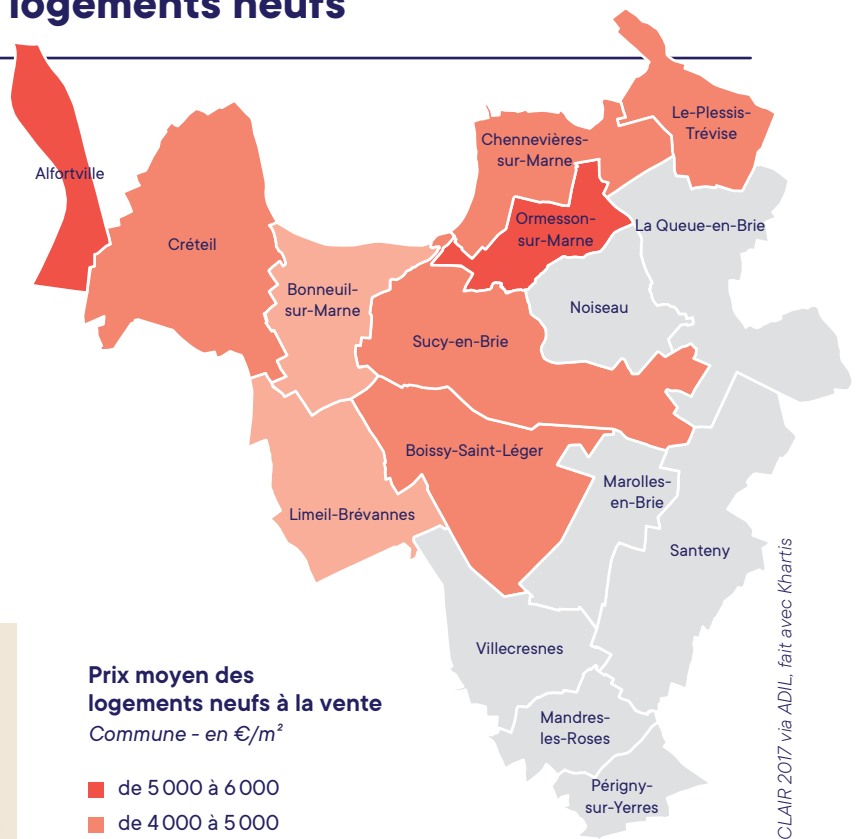 logements neufs
Le-Plessis-
Trévise
Chennevières-
sur-Marne
Alfortville
Ormesson-
sur-Marne
La Queue-en-Brie
Créteil
Bonneuil-
sur-Marne
Noiseau
Sucy-en-Brie
Boissy-Saint-Léger
Marolles-
en-Brie
Limeil-Brévannes
Santeny
Villecresnes
Mandres-
les-Roses
Périgny-
sur-Yerres
Prix moyen des
logements neufs à la vente
Commune - en €/m²
de 5 000 à 6 000
de 4 000 à 5 000
CLAIR 2017 via ADIL, fait avec Khartis